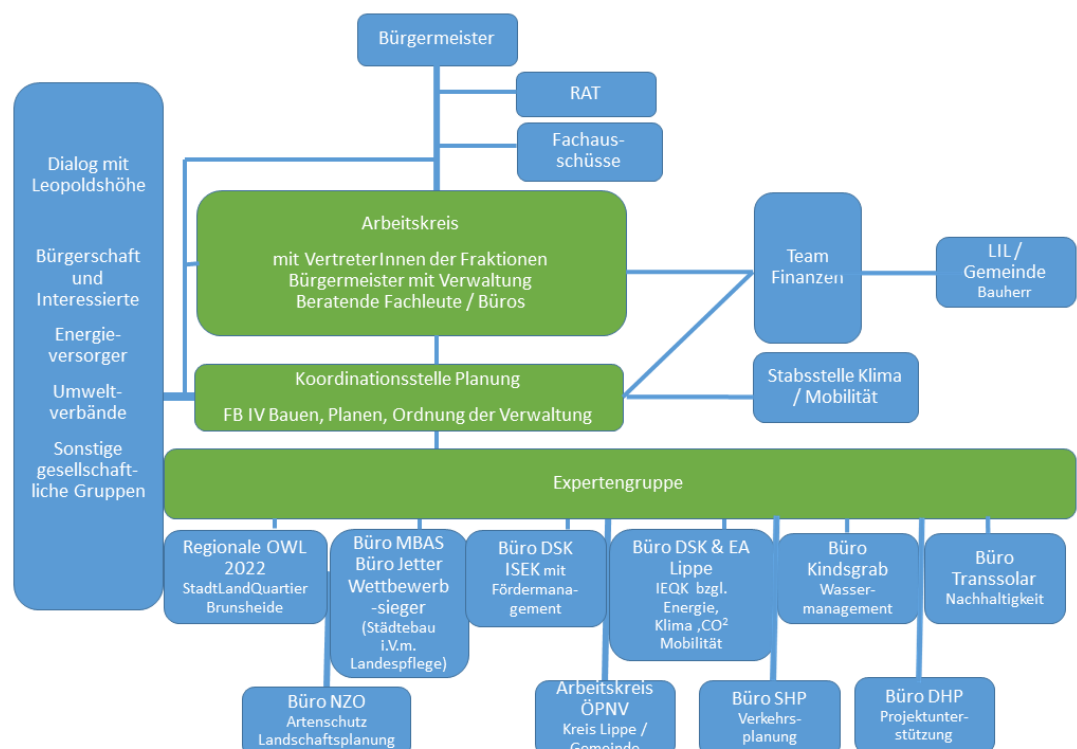 Bürgermeister
RAT
Fachaus-
schüsse
Dialog mit
Leopoldshöhe
Bürgerschaft
und
Interessierte
Energie-
versorger
Umwelt-
verbände
Sonstige
gesellschaft-
liche Gruppen
Arbeitskreis
mit VertreterInnen der Fraktionen
Bürgermeister mit Verwaltung
Beratende Fachleute / Büros
Team
Finanzen
LIL/
Gemeinde
Bauherr
Koordinationsstelle Planung
FB IV Bauen, Planen, Ordnung der Verwaltung
Stabsstelle Klima
/ Mobilität
Expertengruppe
Regionale OWL
2022
StadtLandQuartier
Brunsheide
Büro MBAS
Büro Jetter
Wettbewerb
-sieger
(Städtebau
i.V.m.
Landespflege)
Büro DSK
ISEK mit
Fördermana-
gement
Büro DSK & EA
Lippe
IEQK bzgl.
Energie,
Klima ,CO²
Mobilität
Büro
Kindsgrab
Wasser-
management
Büro
Transsolar
Nachhaltigkeit
Büro NZO
Artenschutz
Landschaftsplanung
Arbeitskreis
ÖPNV
Kreis Lippe /
Gemeinde
Büro SHP
Verkehrs-
planung
Büro DHP
Projektunter-
stützung